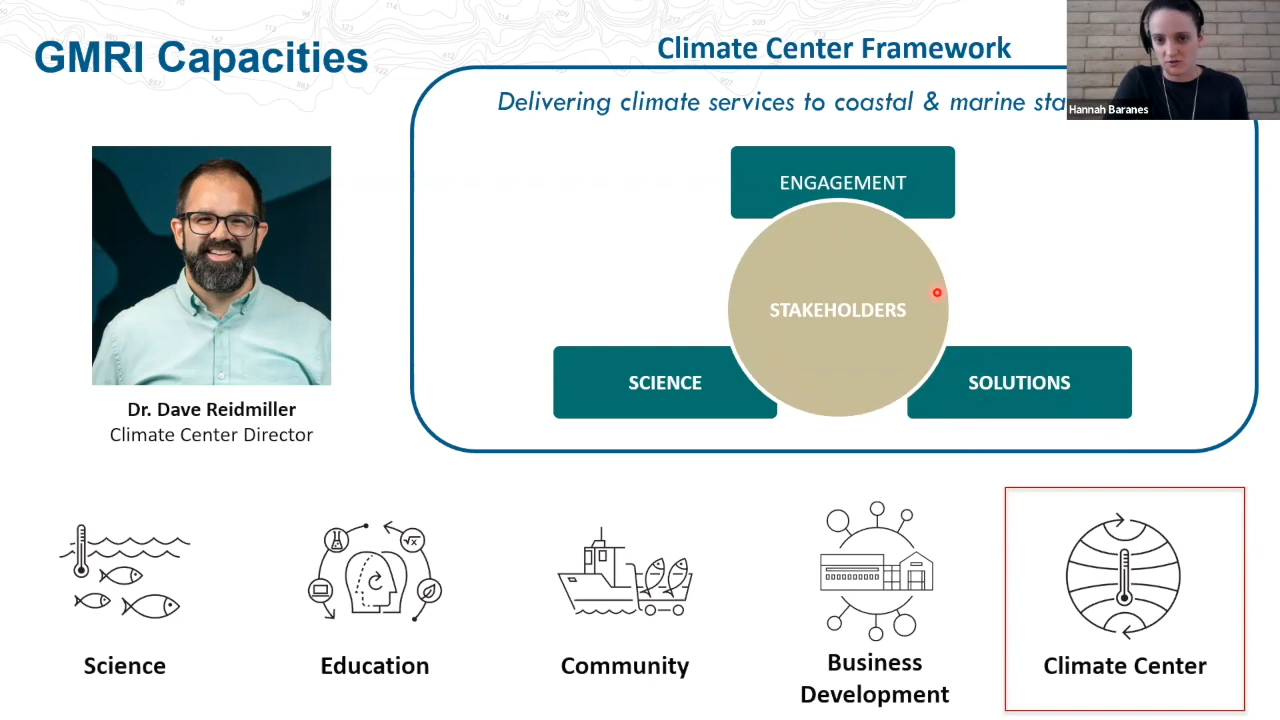 GMRI Capacities
Climate Center Framework
Delivering climate services to coastal & marine
Hannah Baranes
ENGAGEMENT
STAKEHOLDERS
SCIENCE
SOLUTIONS
Dr. Dave Reidmiller
Climate Center Director
Science
Education
Community
Business
Development
Climate Center